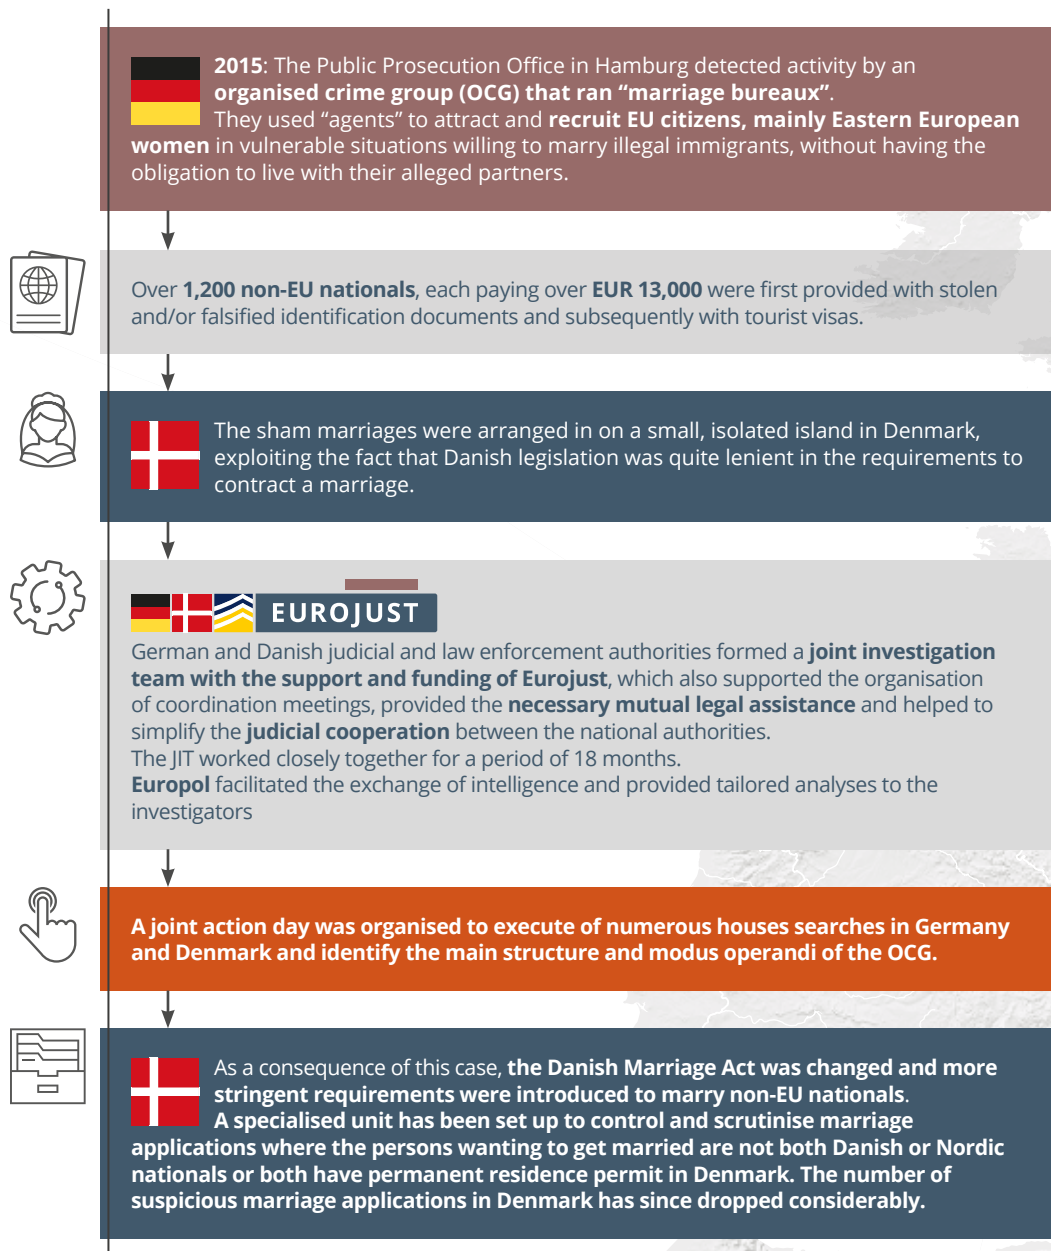 2015: The Public Prosecution Office in Hamburg detected activity by an
organised crime group (OCG) that ran “marriage bureaux”.
They used “agents” to attract and recruit EU citizens, mainly Eastern European
women in vulnerable situations willing to marry illegal immigrants, without having the
obligation to live with their alleged partners.
Over 1,200 non-EU nationals, each paying over EUR 13,000 were first provided with stolen
and/or falsified identification documents and subsequently with tourist visas.
The sham marriages were arranged in on a small, isolated island in Denmark,
exploiting the fact that Danish legislation was quite lenient in the requirements to
contract a marriage.
EUROJUST
German and Danish judicial and law enforcement authorities formed a joint investigation
team with the support and funding of Eurojust, which also supported the organisation
of coordination meetings, provided the necessary mutual legal assistance and helped to
simplify the judicial cooperation between the national authorities.
The JIT worked closely together for a period of 18 months.
Europol facilitated the exchange of intelligence and provided tailored analyses to the
investigators
A joint action day was organised to execute of numerous houses searches in Germany
and Denmark and identify the main structure and modus operandi of the OCG.
As a consequence of this case, the Danish Marriage Act was changed and more
stringent requirements were introduced to marry non-EU nationals.
A specialised unit has been set up to control and scrutinise marriage
applications where the persons wanting to get married are not both Danish or Nordic
nationals or both have permanent residence permit in Denmark. The number of
suspicious marriage applications in Denmark has since dropped considerably.